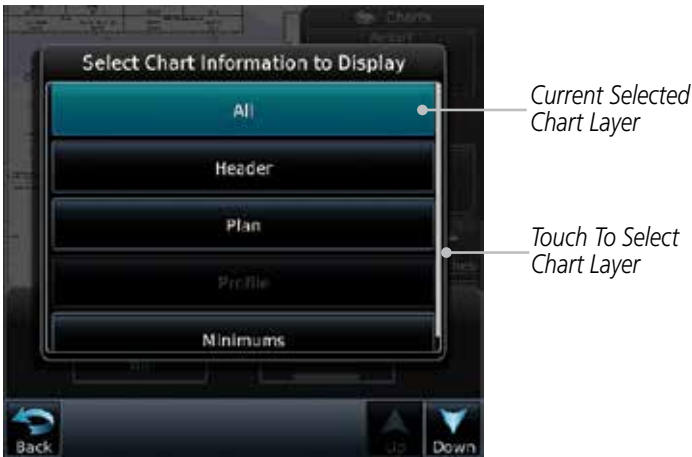 Charts
Select Chart Information to Display
All
Header
Plan
Profile
Minimums
Back
Up
Down
Current Selected
Chart Layer
Touch To Select
Chart Layer